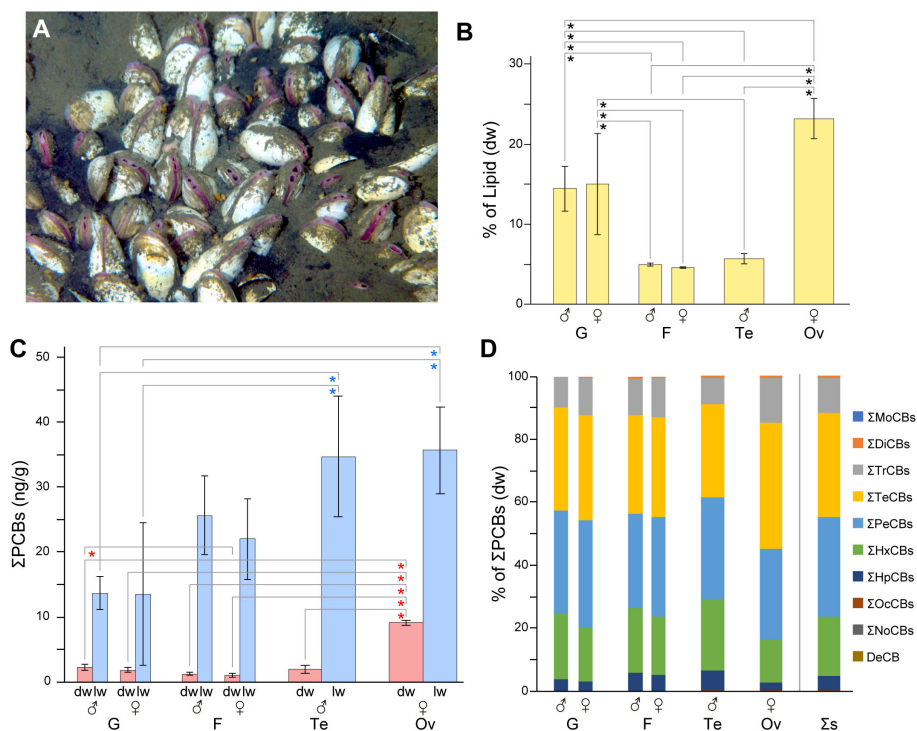 A
B
% of Lipid (dw)
30
20
10
0
* * * *
* * *
* * *
♂ ♀ ♂ ♀ ♂ ♀
G F Te Ov
C
ΣPCBs (ng/g)
50
40
30
20
10
0
* *
* *
*
* * * * *
dw lw dw lw dw lw dw lw dw lw dw lw
♂ ♀ ♂ ♀ ♂ ♀
G F Te Ov
D
% of ΣPCBs (dw)
100
80
60
40
20
0
♂ ♀ ♂ ♀ ♂ ♀
G F Te Ov Σs
ΣMoCBs
ΣDiCBs
ΣTrCBs
ΣTeCBs
ΣPeCBs
ΣHxCBs
ΣHpCBs
ΣOcCBs
ΣNoCBs
DeCB